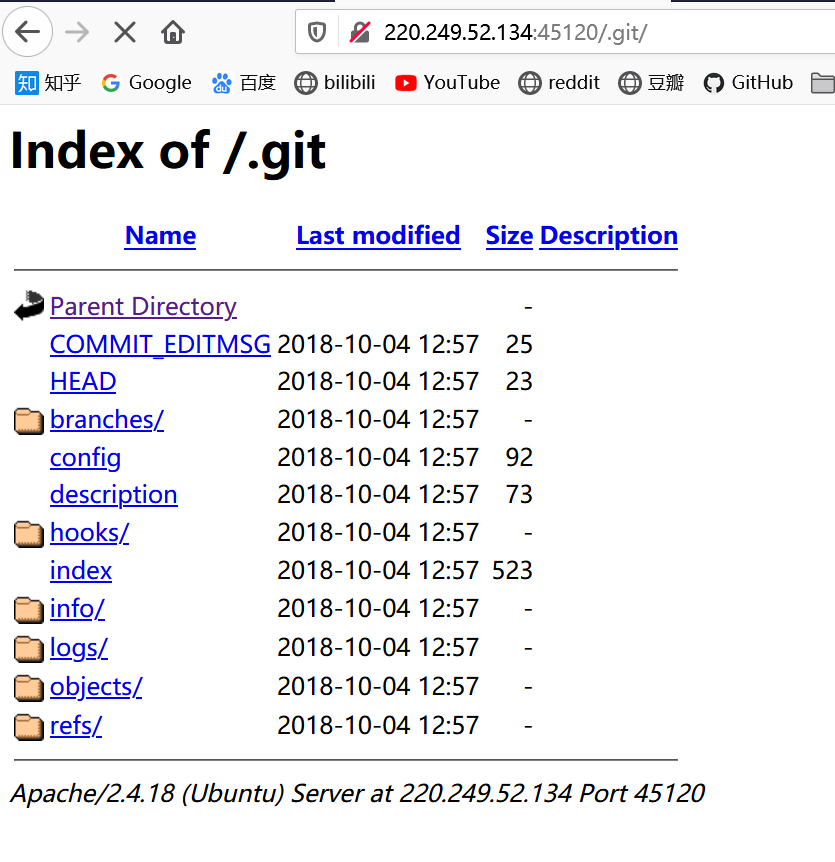 220.249.52.134:45120/.git/
知 知乎 Google 百度 bilibili YouTube reddit 豆瓣 GitHub
Index of /.git
Name Last modified Size Description
Parent Directory -
COMMIT_EDITMSG 2018-10-04 12:57 25
HEAD 2018-10-04 12:57 23
branches/ 2018-10-04 12:57 -
config 2018-10-04 12:57 92
description 2018-10-04 12:57 73
hooks/ 2018-10-04 12:57 -
index 2018-10-04 12:57 523
info/ 2018-10-04 12:57 -
logs/ 2018-10-04 12:57 -
objects/ 2018-10-04 12:57 -
refs/ 2018-10-04 12:57 -
Apache/2.4.18 (Ubuntu) Server at 220.249.52.134 Port 45120